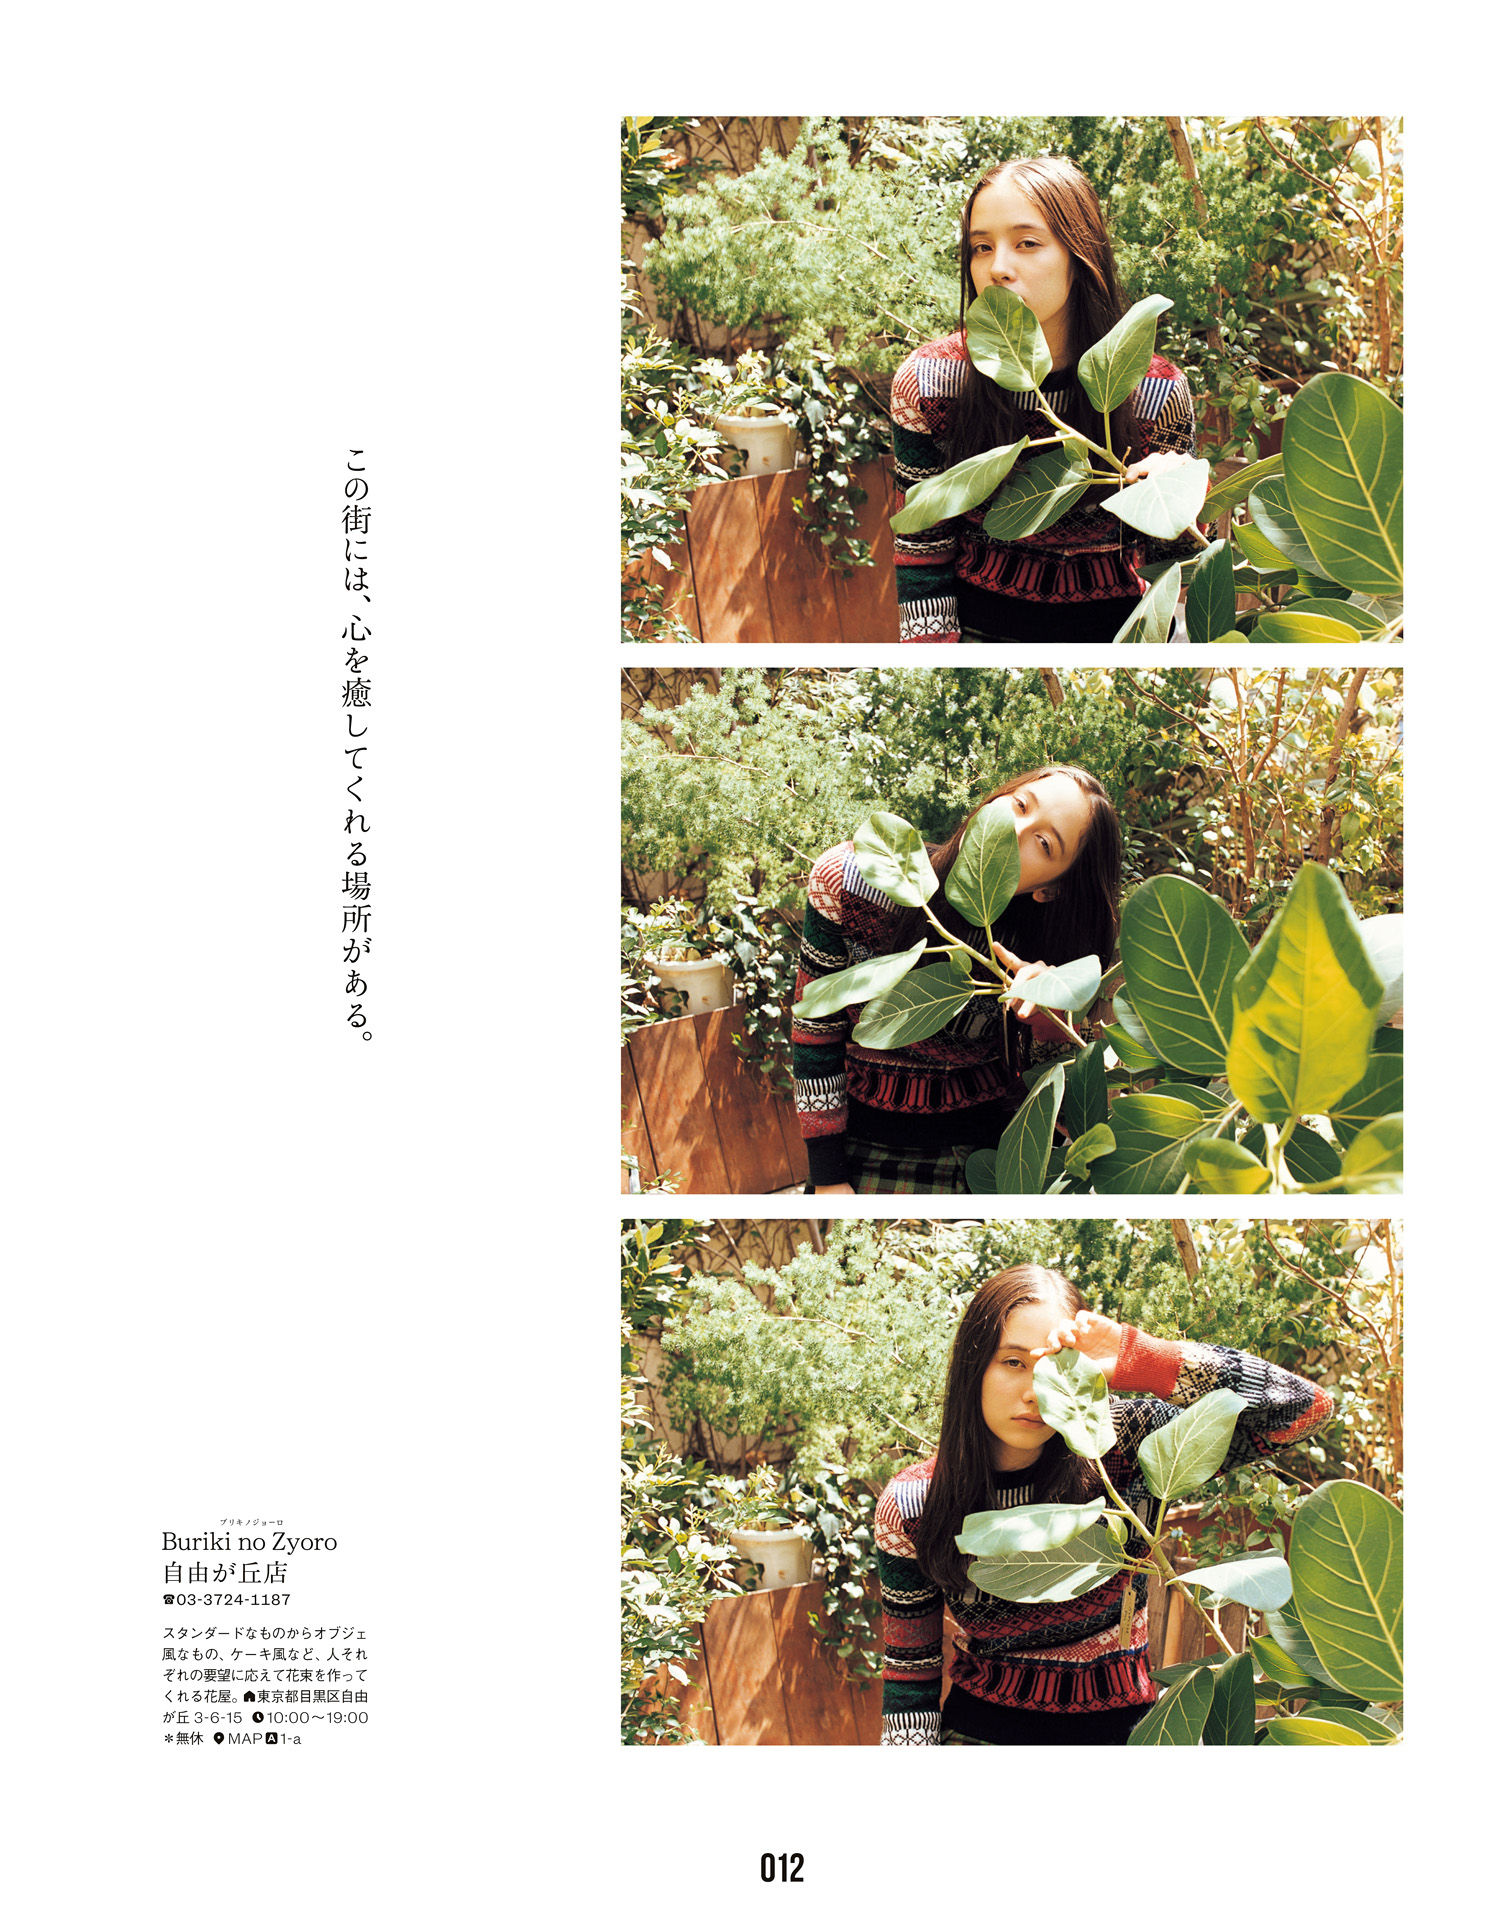 この街には、心を癒してくれる場所がある。
ブリキノジョーロ
Buriki no Zyoro
自由が丘店
☎03-3724-1187
スタンダードなものからオブジェ
風なもの、ケーキ風など、人それ
ぞれの要望に応えて花束を作って
くれる花屋。東京都目黒区自由
が丘 3-6-15 10:00〜19:00
＊無休 MAP A 1-a
012